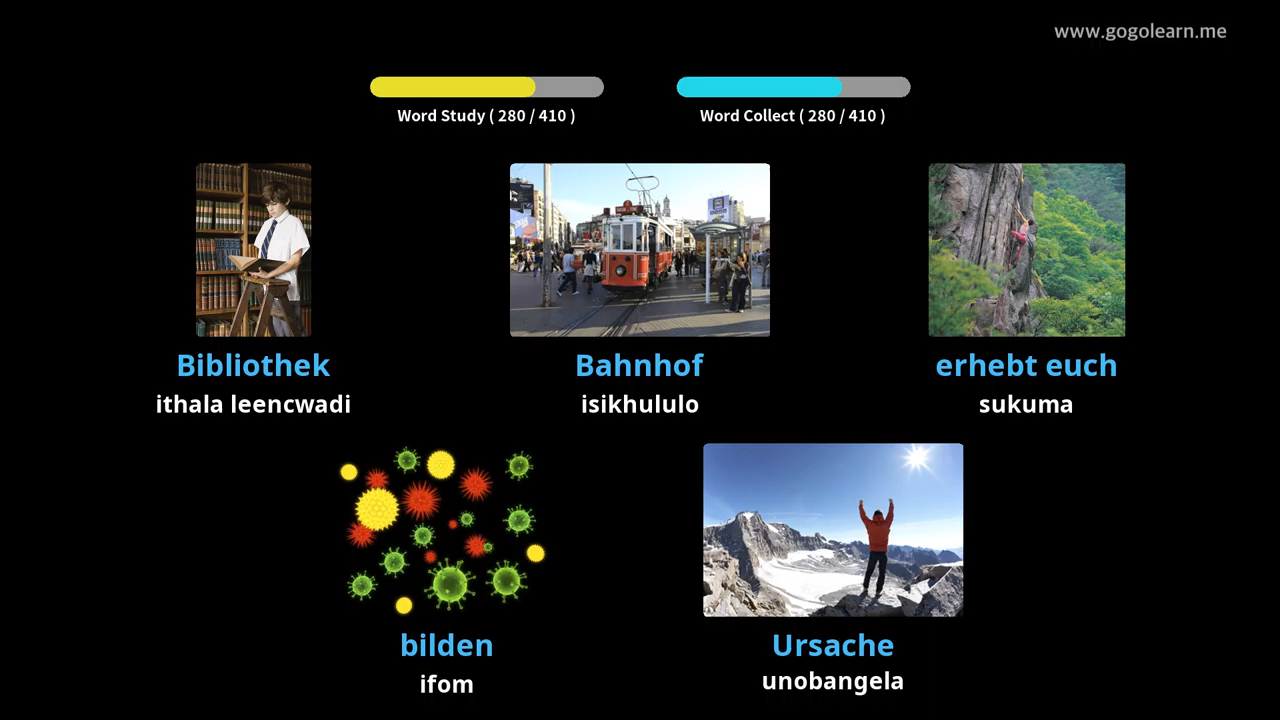 www.gogolearn.me
Word Study ( 280 / 410 )
Word Collect ( 280 / 410 )
Bibliothek
ithala leencwadi
Bahnhof
isikhululo
erhebt euch
sukuma
bilden
ifom
Ursache
unobangela